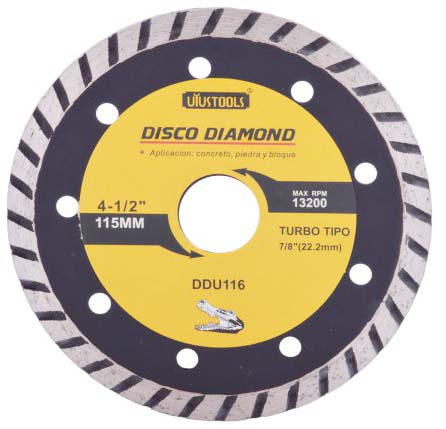 UYUSTOOLS
DISCO DIAMOND
Aplicacion: concreto, piedra y bloque
4-1/2"
115MM
MAX RPM
13200
TURBO TIPO
7/8"(22.2mm)
DDU116